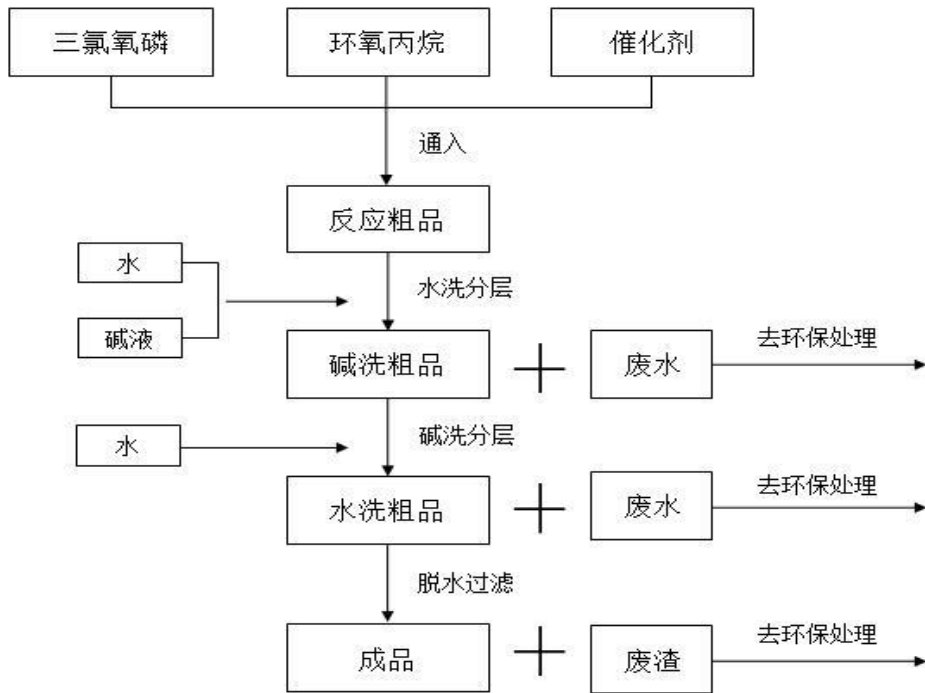 三氯氧磷
环氧丙烷
催化剂
通入
反应粗品
水
水洗分层
碱液
碱洗粗品
废水
去环保处理
水
碱洗分层
水洗粗品
废水
去环保处理
脱水过滤
成品
废渣
去环保处理